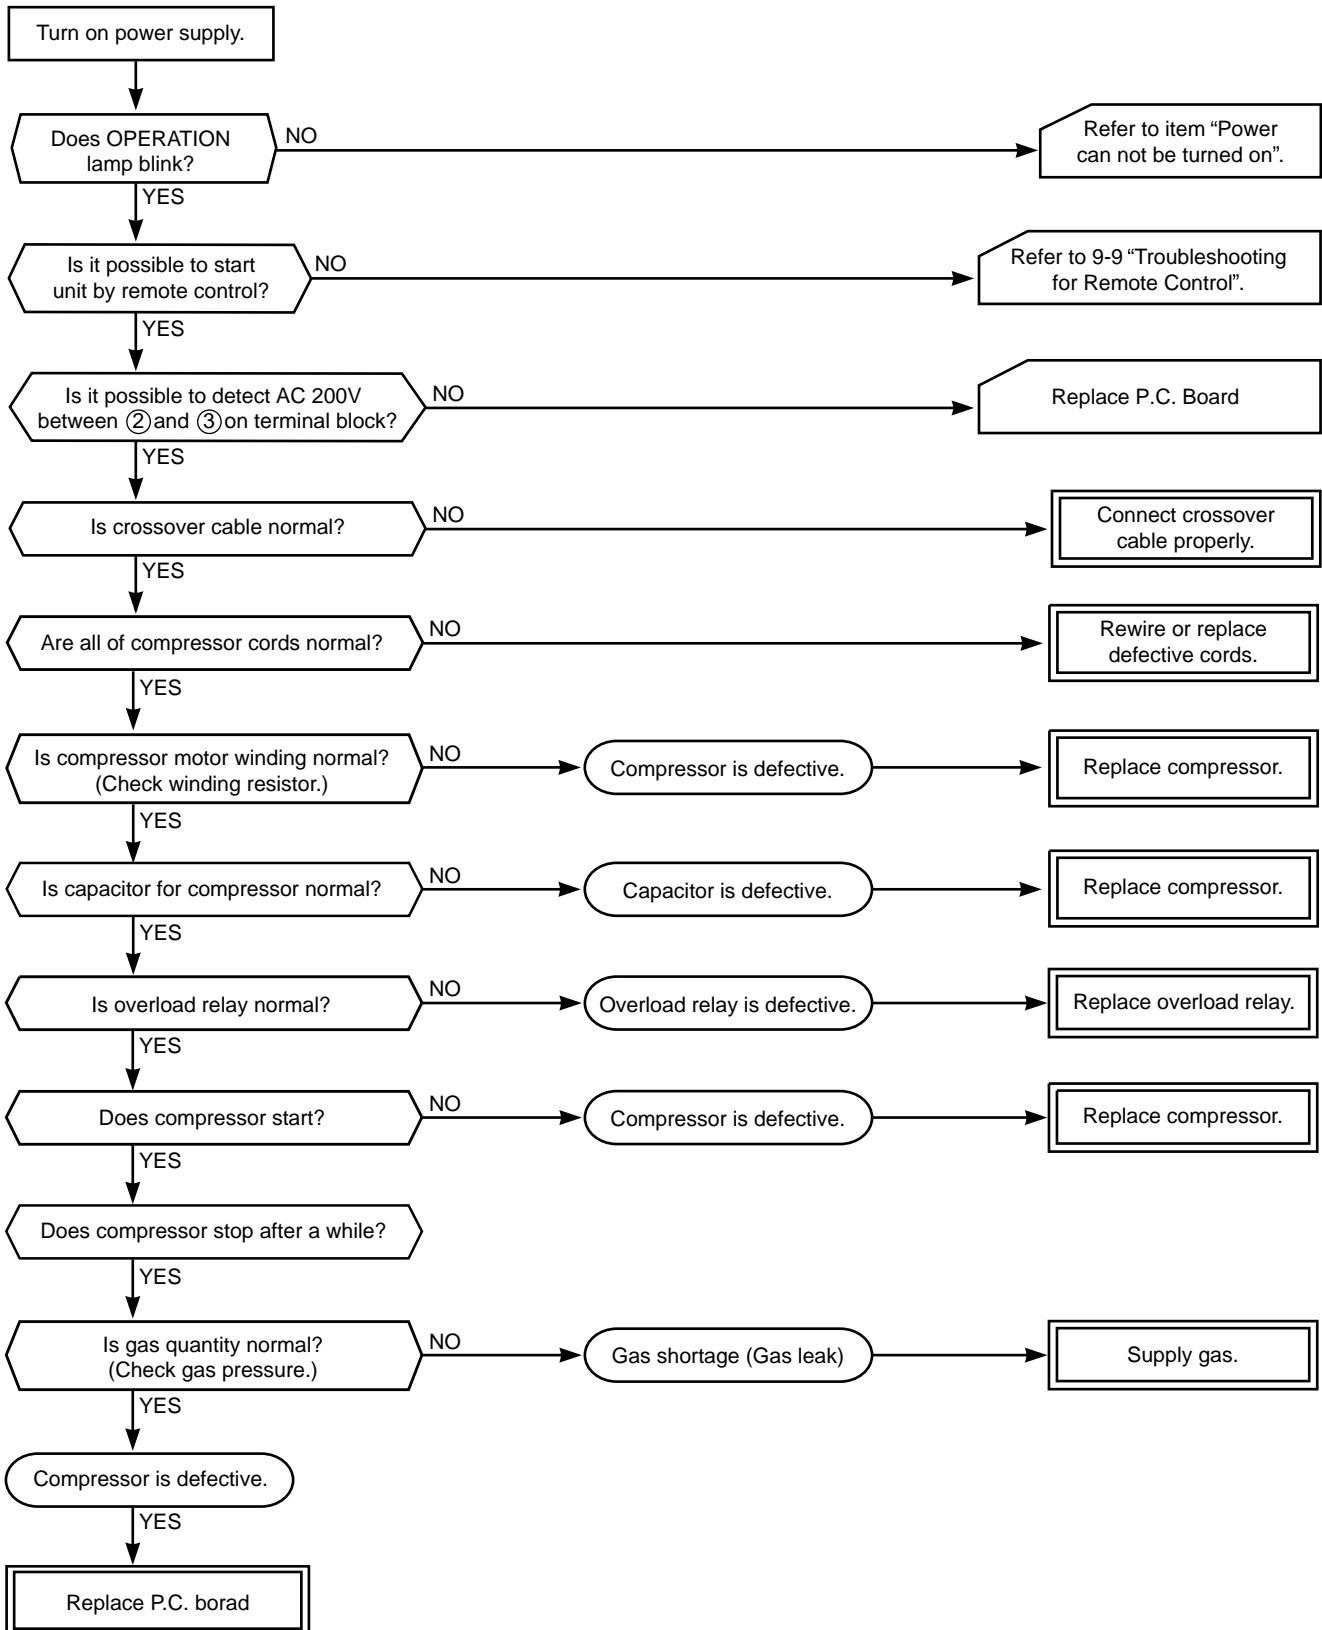 Turn on power supply.
Does OPERATION
lamp blink?
NO
Refer to item “Power
can not be turned on”.
YES
Is it possible to start
unit by remote control?
NO
Refer to 9-9 “Troubleshooting
for Remote Control”.
YES
Is it possible to detect AC 200V
between ② and ③ on terminal block?
NO
Replace P.C. Board
YES
Is crossover cable normal?
NO
Connect crossover
cable properly.
YES
Are all of compressor cords normal?
NO
Rewire or replace
defective cords.
YES
Is compressor motor winding normal?
(Check winding resistor.)
NO
Compressor is defective.
Replace compressor.
YES
Is capacitor for compressor normal?
NO
Capacitor is defective.
Replace compressor.
YES
Is overload relay normal?
NO
Overload relay is defective.
Replace overload relay.
YES
Does compressor start?
NO
Compressor is defective.
Replace compressor.
YES
Does compressor stop after a while?
YES
Is gas quantity normal?
(Check gas pressure.)
NO
Gas shortage (Gas leak)
Supply gas.
YES
Compressor is defective.
YES
Replace P.C. borad